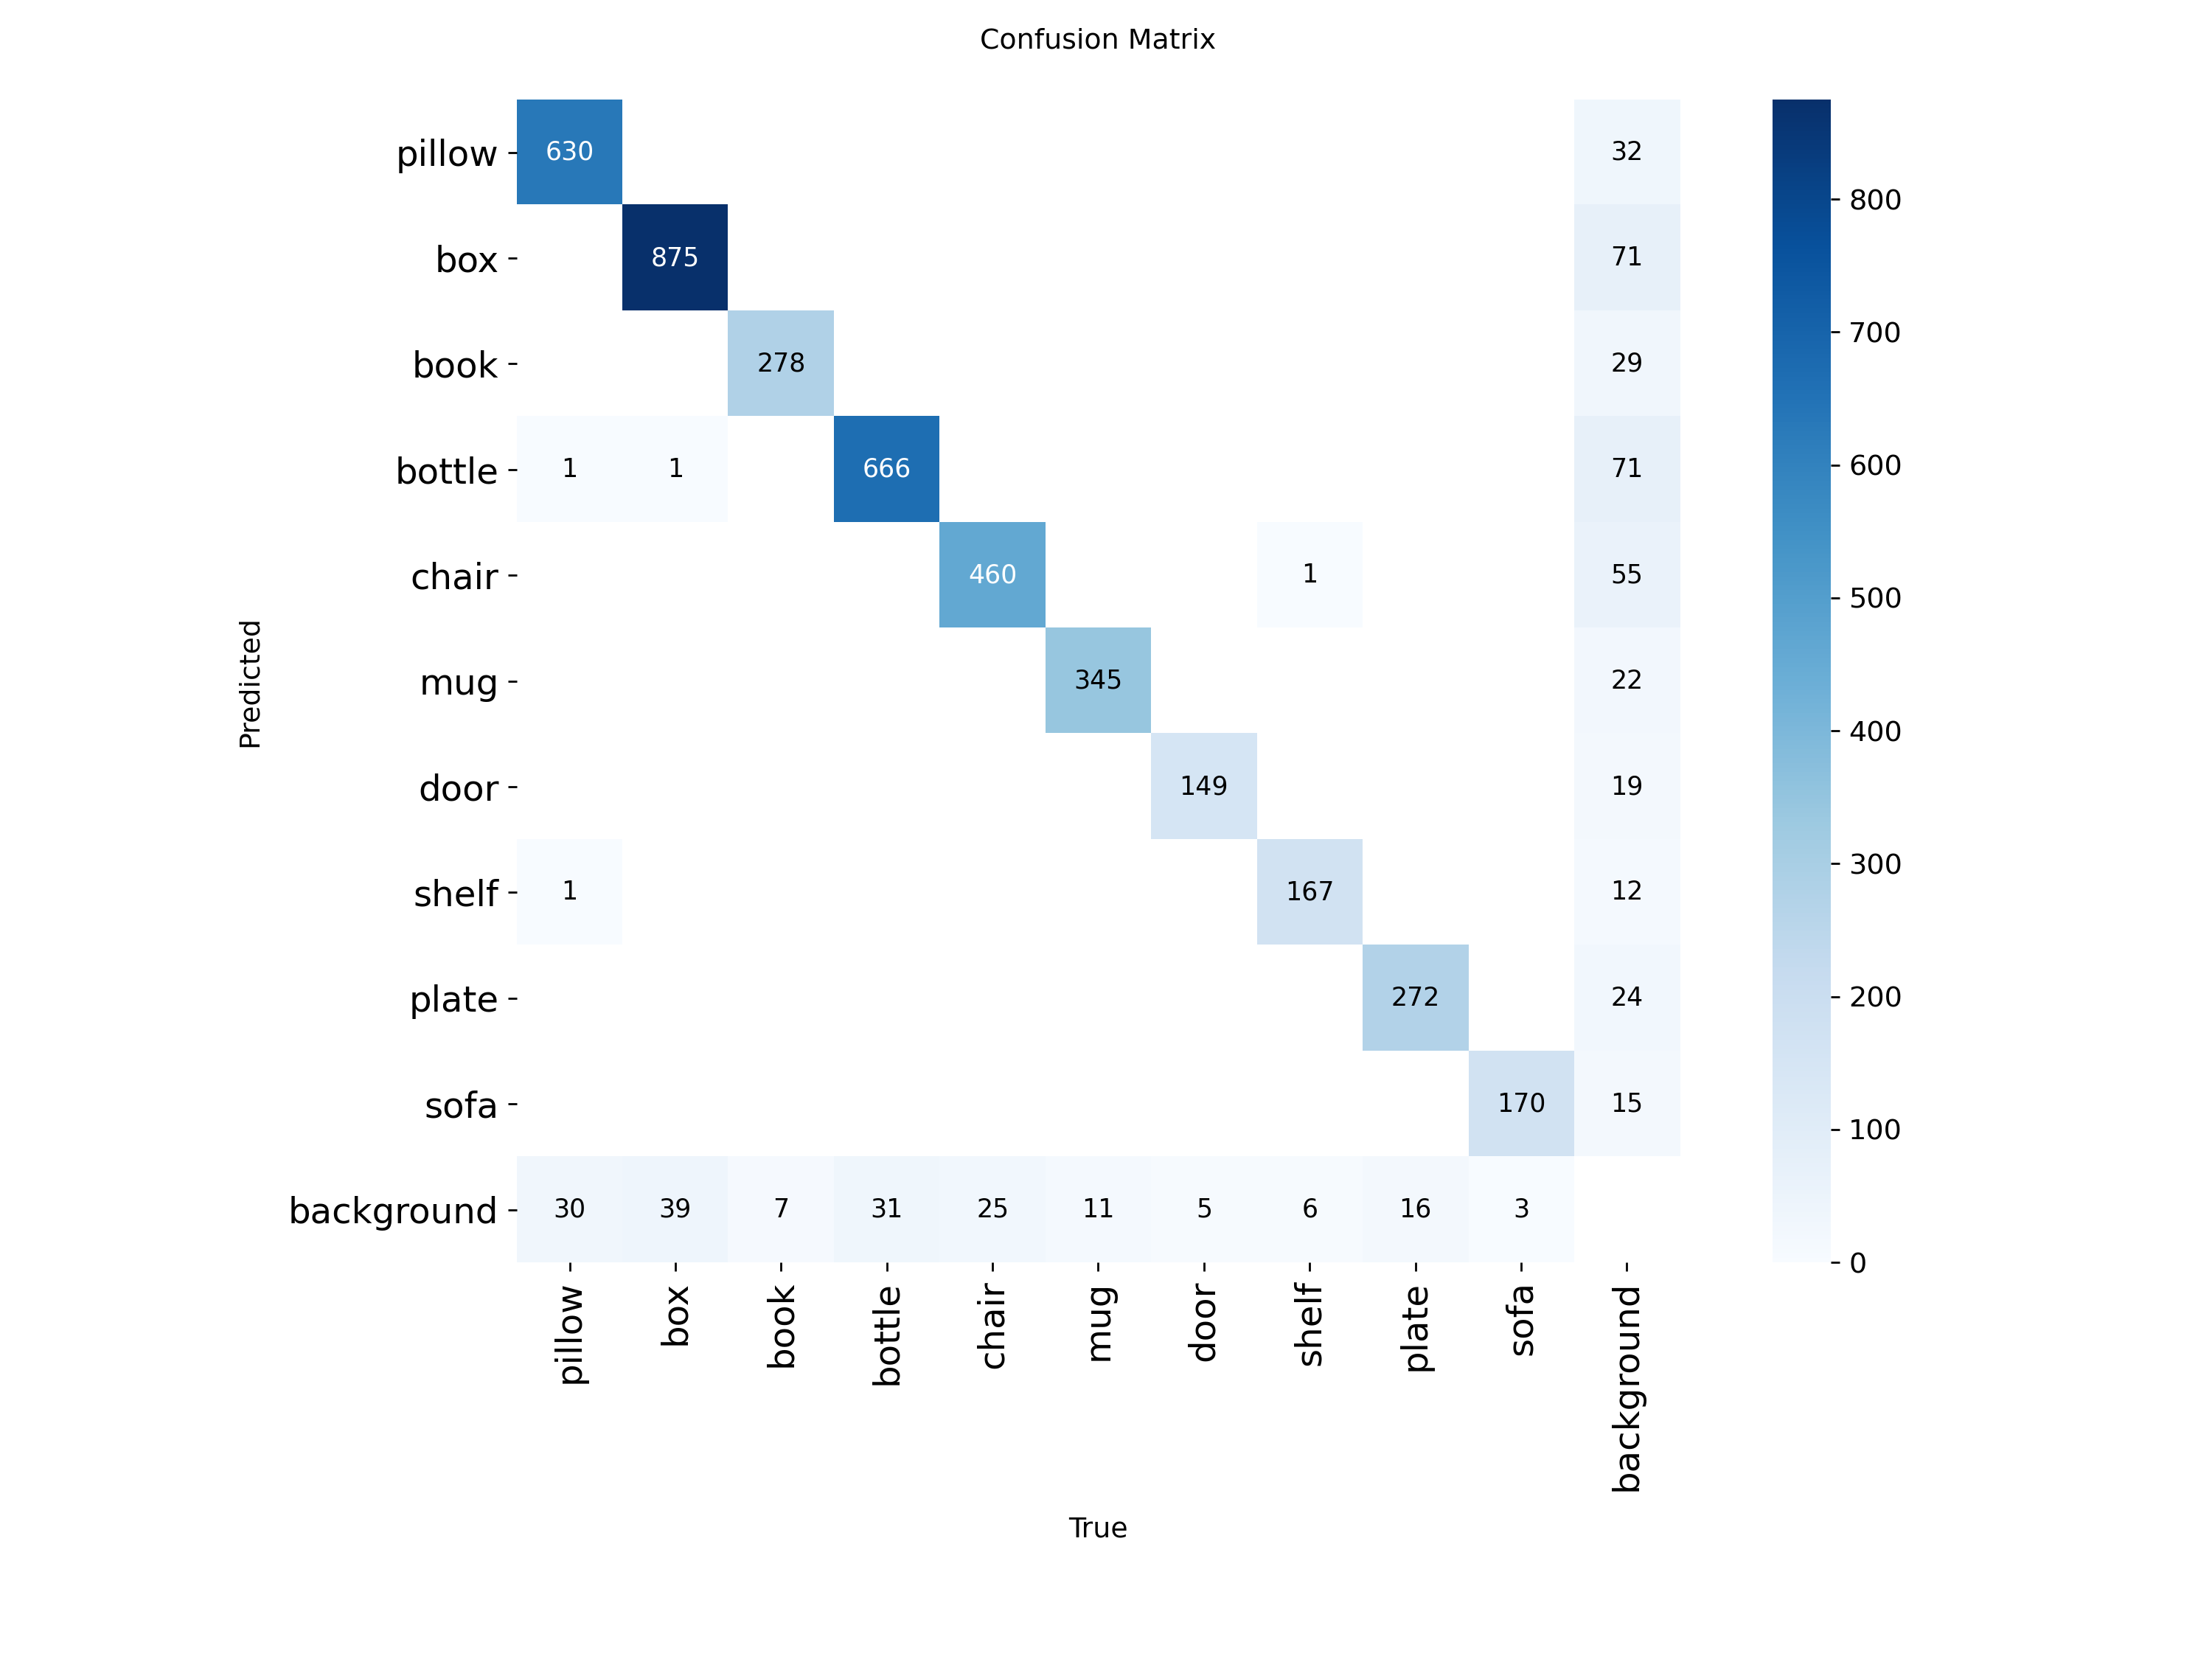 Confusion Matrix
pillow 630 32
box 875 71 800
book 278 29 700
bottle 1 1 666 71 600
chair 460 1 55 500
mug 345 22
door 149 19 400
shelf 1 167 12 300
plate 272 24 200
sofa 170 15 100
background 30 39 7 31 25 11 5 6 16 3 0
Predicted
pillow box book bottle chair mug door shelf plate sofa background
True